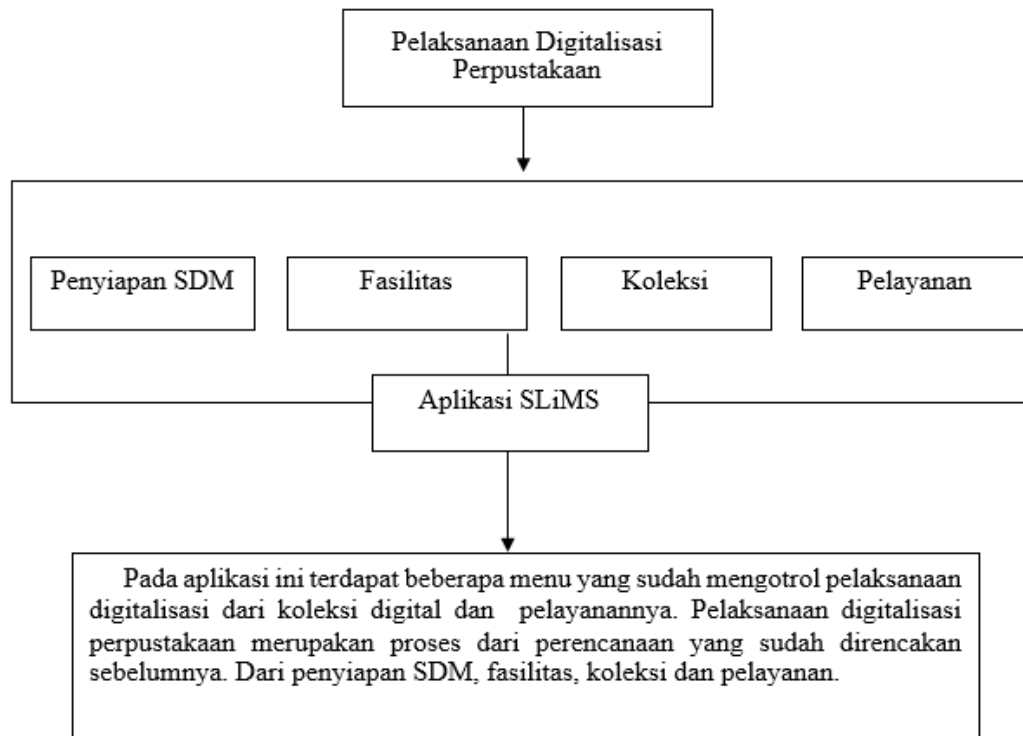 Pelaksanaan Digitalisasi
Perpustakaan
Penyiapan SDM
Fasilitas
Koleksi
Pelayanan
Aplikasi SLiMS
Pada aplikasi ini terdapat beberapa menu yang sudah mengotrol pelaksanaan
digitalisasi dari koleksi digital dan pelayanannya. Pelaksanaan digitalisasi
perpustakaan merupakan proses dari perencanaan yang sudah direncakan
sebelumnya. Dari penyiapan SDM, fasilitas, koleksi dan pelayanan.